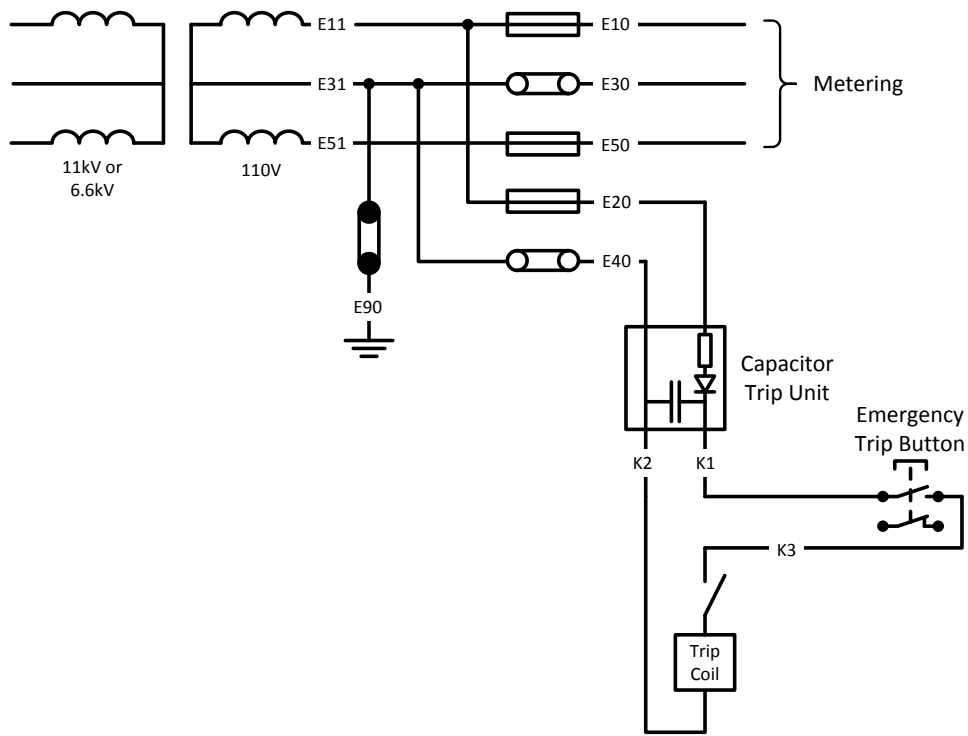 E11
E10
E31
E30
Metering
E51
E50
11kV or
6.6kV
110V
E20
E40
E90
Capacitor
Trip Unit
Emergency
Trip Button
K2
K1
K3
Trip
Coil